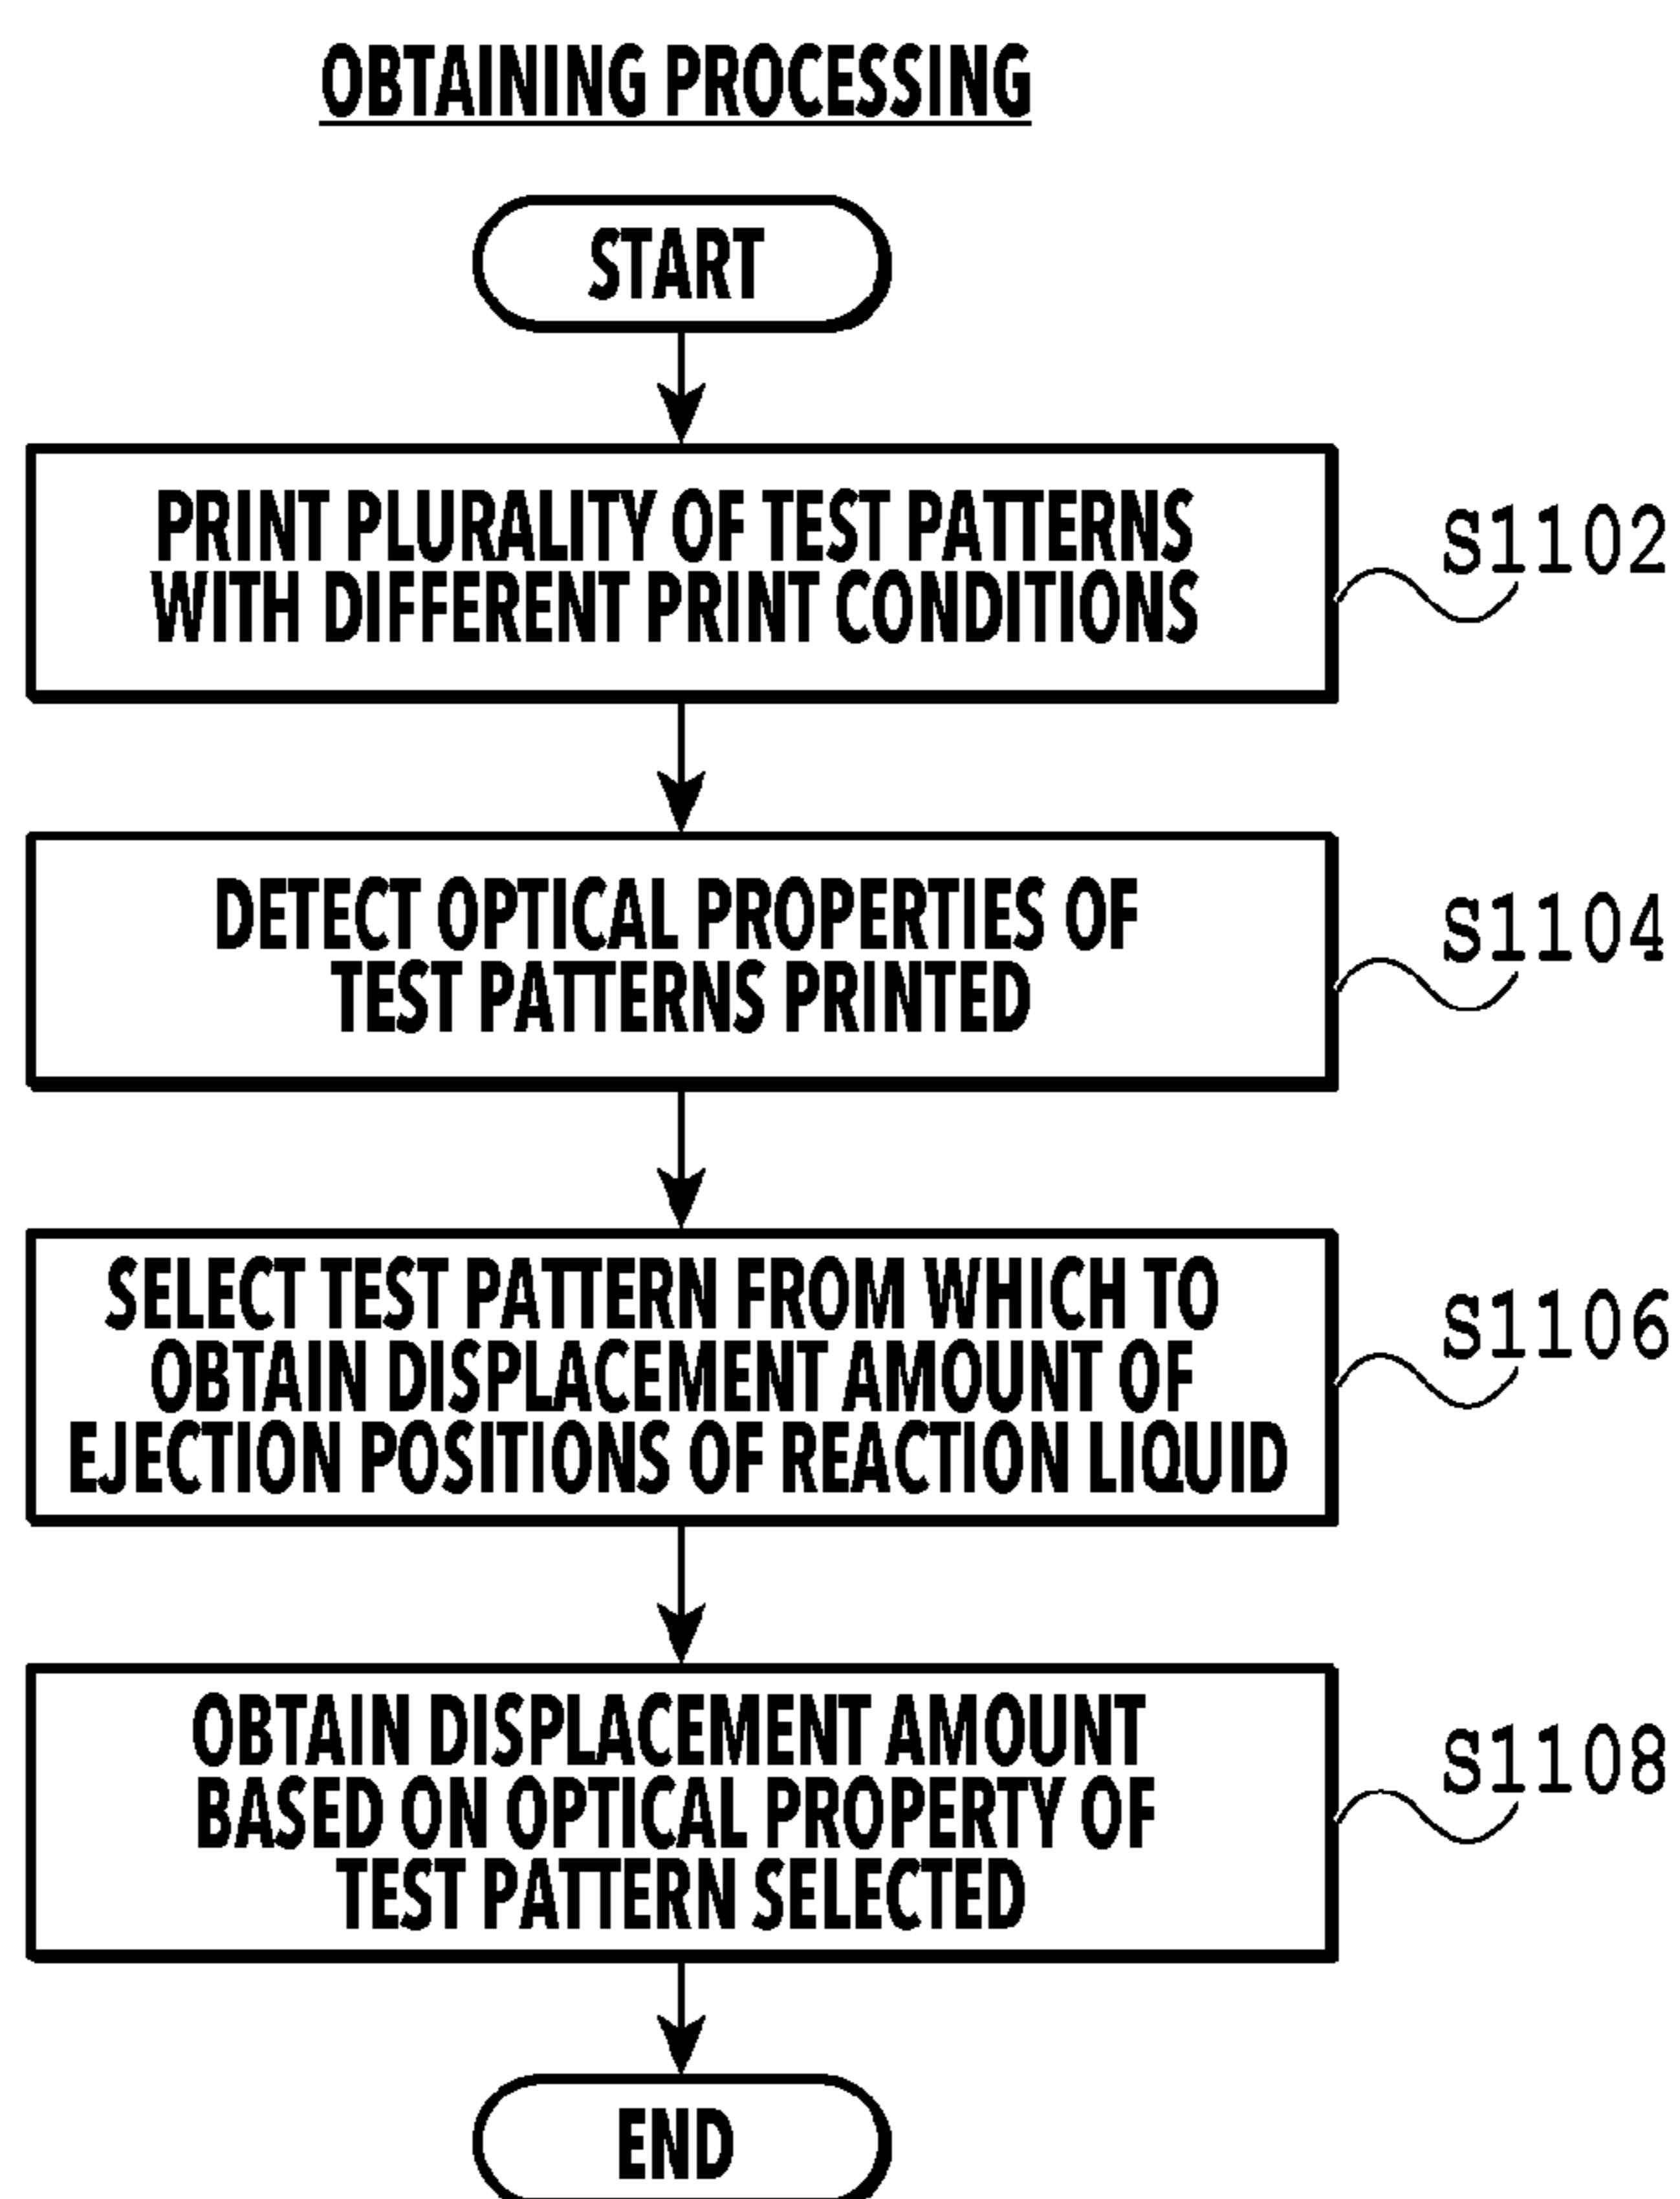 OBTAINING PROCESSING
START
PRINT PLURALITY OF TEST PATTERNS
WITH DIFFERENT PRINT CONDITIONS
S1102
DETECT OPTICAL PROPERTIES OF
TEST PATTERNS PRINTED
S1104
SELECT TEST PATTERN FROM WHICH TO
OBTAIN DISPLACEMENT AMOUNT OF
EJECTION POSITIONS OF REACTION LIQUID
S1106
OBTAIN DISPLACEMENT AMOUNT
BASED ON OPTICAL PROPERTY OF
TEST PATTERN SELECTED
S1108
END